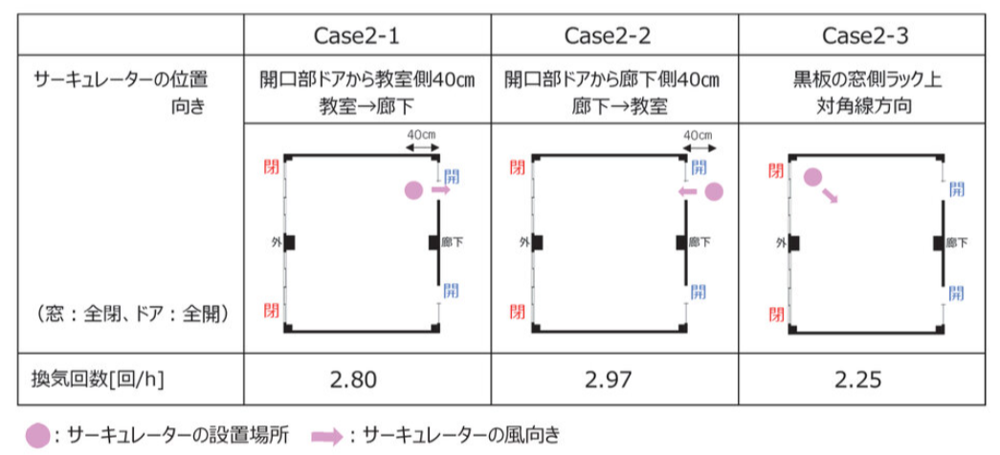 Case2-1 Case2-2 Case2-3
サーキュレーターの位置 開口部ドアから教室側40㎝ 開口部ドアから廊下側40㎝ 黒板の窓側ラック上
向き 教室→廊下 廊下→教室 対角線方向
40㎝ 40㎝
閉 開 閉 開 閉 開
外 廊下 外 廊下 外 廊下
閉 開 閉 開 閉 開
（窓：全閉、ドア：全開）
換気回数[回/h] 2.80 2.97 2.25
：サーキュレーターの設置場所 ：サーキュレーターの風向き